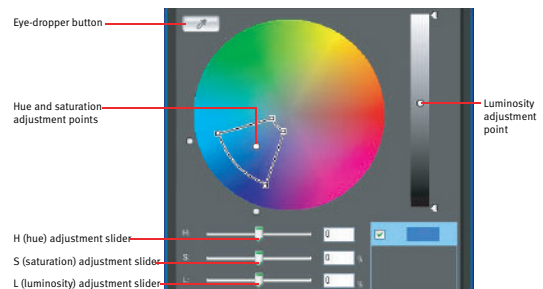 Eye-dropper button
Hue and saturation
adjustment points
Luminosity
adjustment
point
H (hue) adjustment slider
S (saturation) adjustment slider
L (luminosity) adjustment slider
H:
0
S:
0
%
L:
0
%